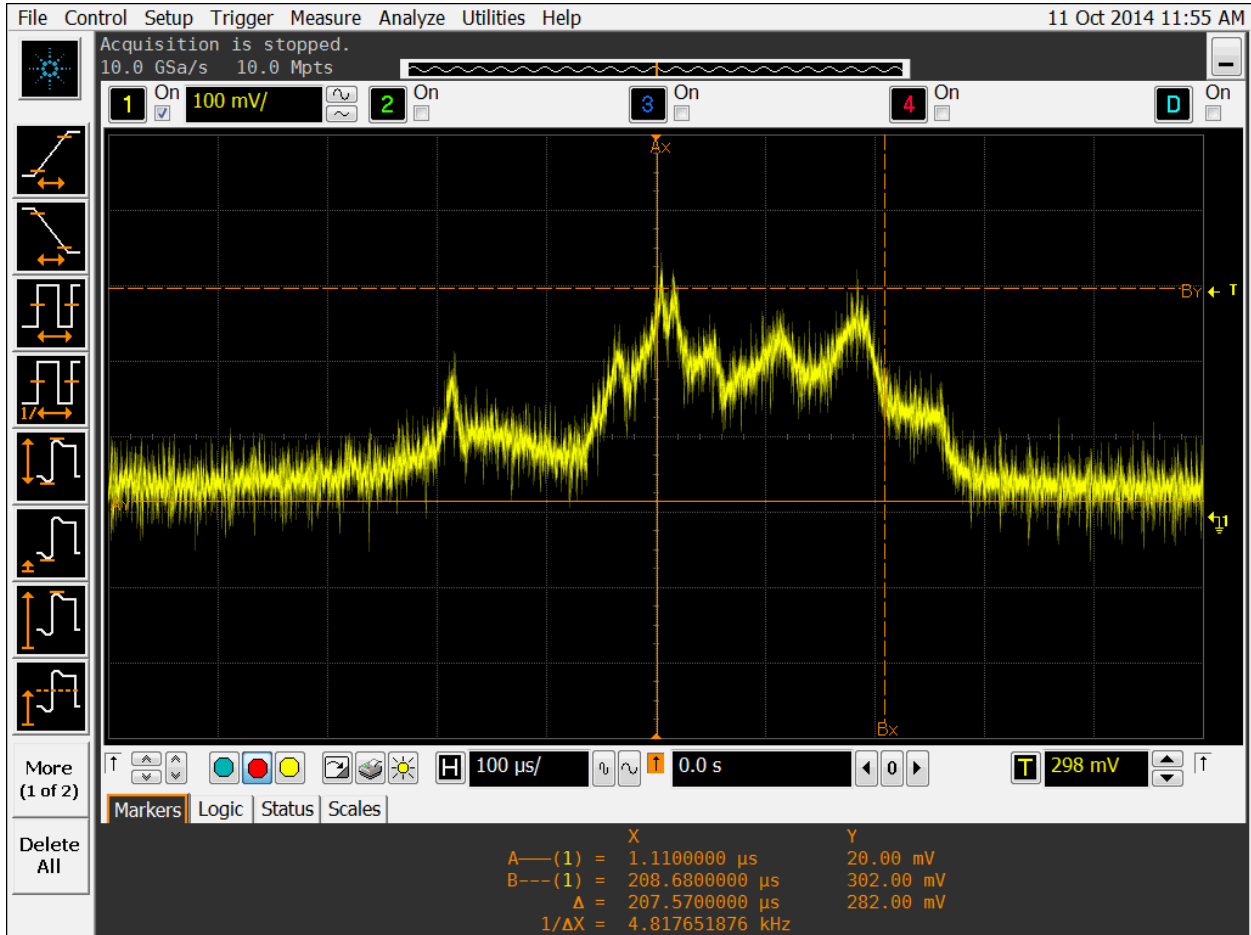 File Control Setup Trigger Measure Analyze Utilities Help 11 Oct 2014 11:55 AM
Acquisition is stopped.
10.0 GSa/s 10.0 Mpts
1 On 100 mV/ 2 On 3 On 4 On D On
Ax
BY T
1/
AY
1
Bx
More
(1 of 2)
Delete
All
H 100 µs/ 0.0 s 0 T 298 mV
Markers Logic Status Scales
X Y
A———(1) = 1.1100000 µs 20.00 mV
B---(1) = 208.6800000 µs 302.00 mV
Δ = 207.5700000 µs 282.00 mV
1/ΔX = 4.817651876 kHz